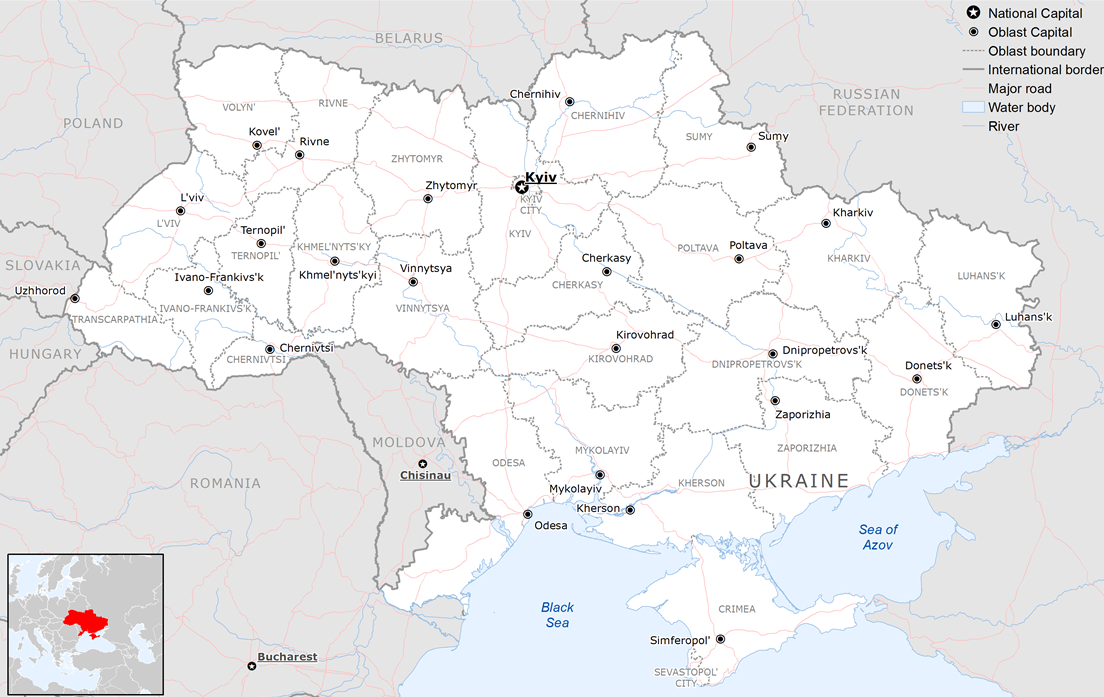 National Capital
Oblast Capital
Oblast boundary
International border
Major road
Water body
River
BELARUS
RUSSIAN
FEDERATION
POLAND
SLOVAKIA
HUNGARY
ROMANIA
MOLDOVA
Chisinau
Bucharest
UKRAINE
Black
Sea
Sea of
Azov
VOLYN'
RIVNE
Kovel'
Rivne
ZHYTOMYR
Zhytomyr
Chernihiv
CHERNIHIV
SUMY
Sumy
Kyiv
KYIV
CITY
KYIV
L'viv
L'VIV
Ternopil'
TERNOPIL'
KHMEL'NYTS'KY
Khmel'nyts'kyi
Ivano-Frankivs'k
IVANO-FRANKIVS'K
Uzhhorod
TRANSCARPATHIA
Chernivtsi
CHERNIVTSI
Vinnytsya
VINNYTSYA
Cherkasy
CHERKASY
POLTAVA
Poltava
Kharkiv
KHARKIV
LUHANS'K
Luhans'k
Kirovohrad
KIROVOHRAD
Dnipropetrovs'k
DNIPROPETROVS'K
Donets'k
DONETS'K
Zaporizhia
ZAPORIZHIA
ODESA
Odesa
MYKOLAYIV
Mykolayiv
KHERSON
Kherson
CRIMEA
Simferopol'
SEVASTOPOL'
CITY